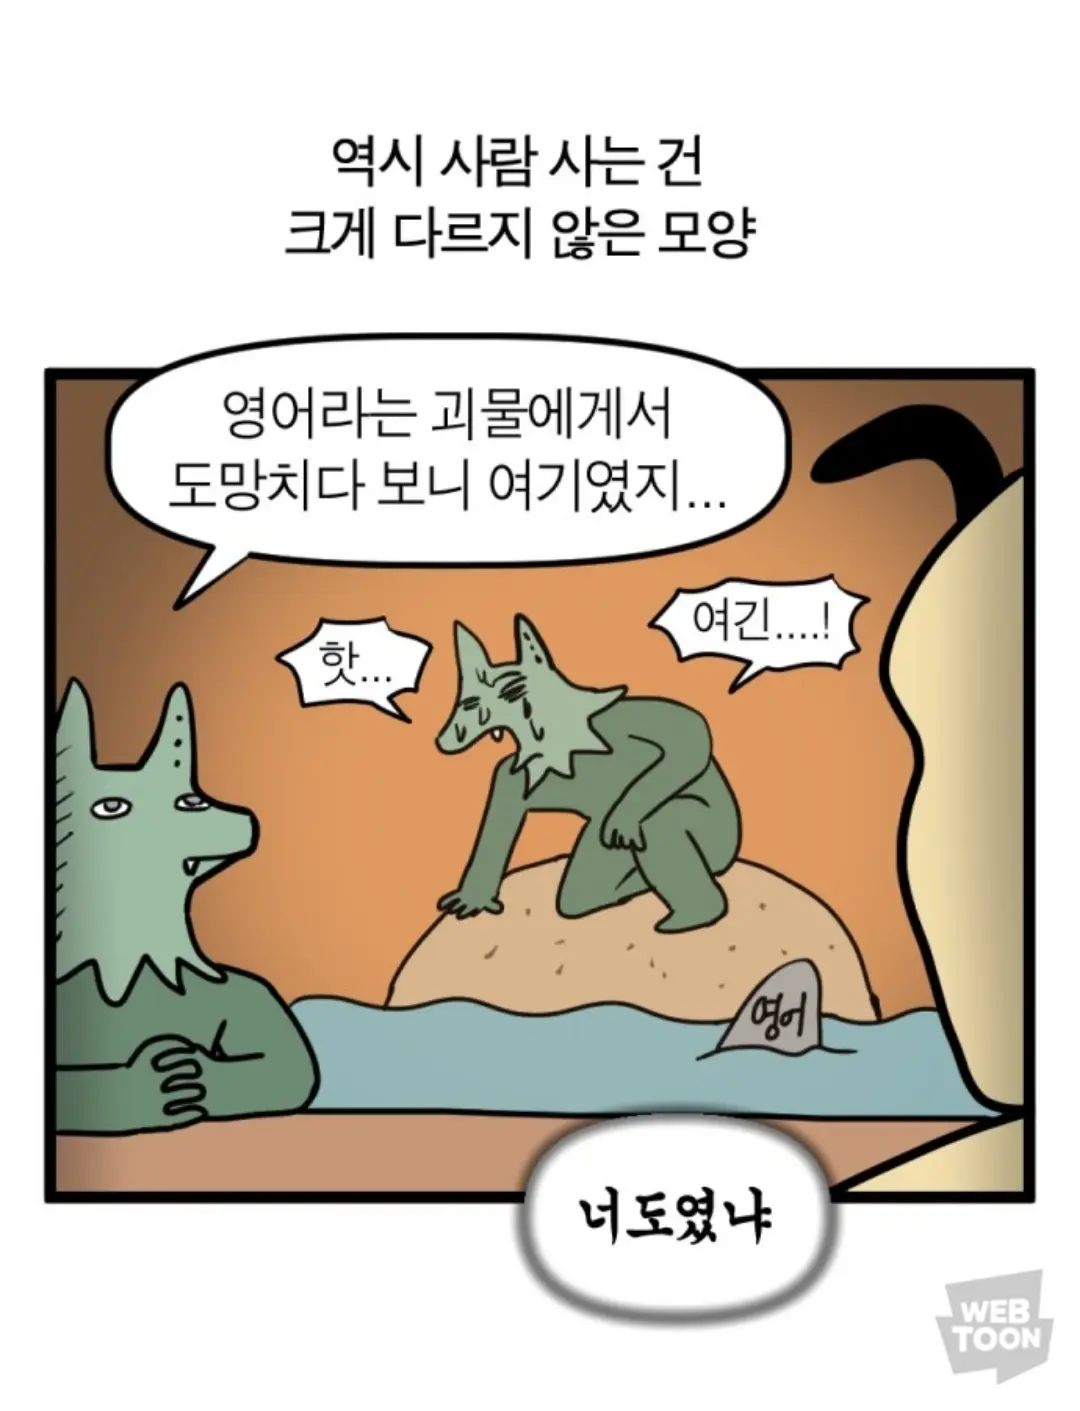 역시 사람 사는 건
크게 다르지 않은 모양
영어라는 괴물에게서
도망치다 보니 여기였지...
핫...
여긴....!
영어
너도였냐
WEB
TOON